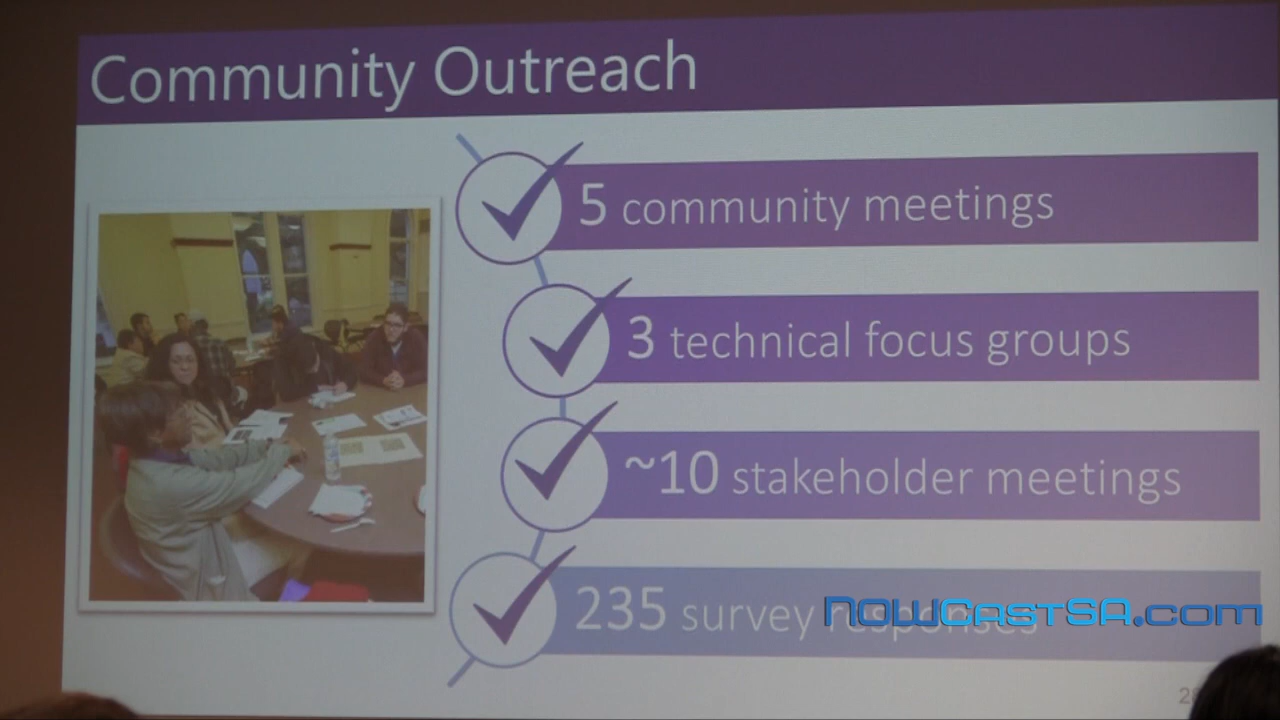 Community Outreach
5 community meetings
3 technical focus groups
~10 stakeholder meetings
235 survey responses
NOWCastSA.com